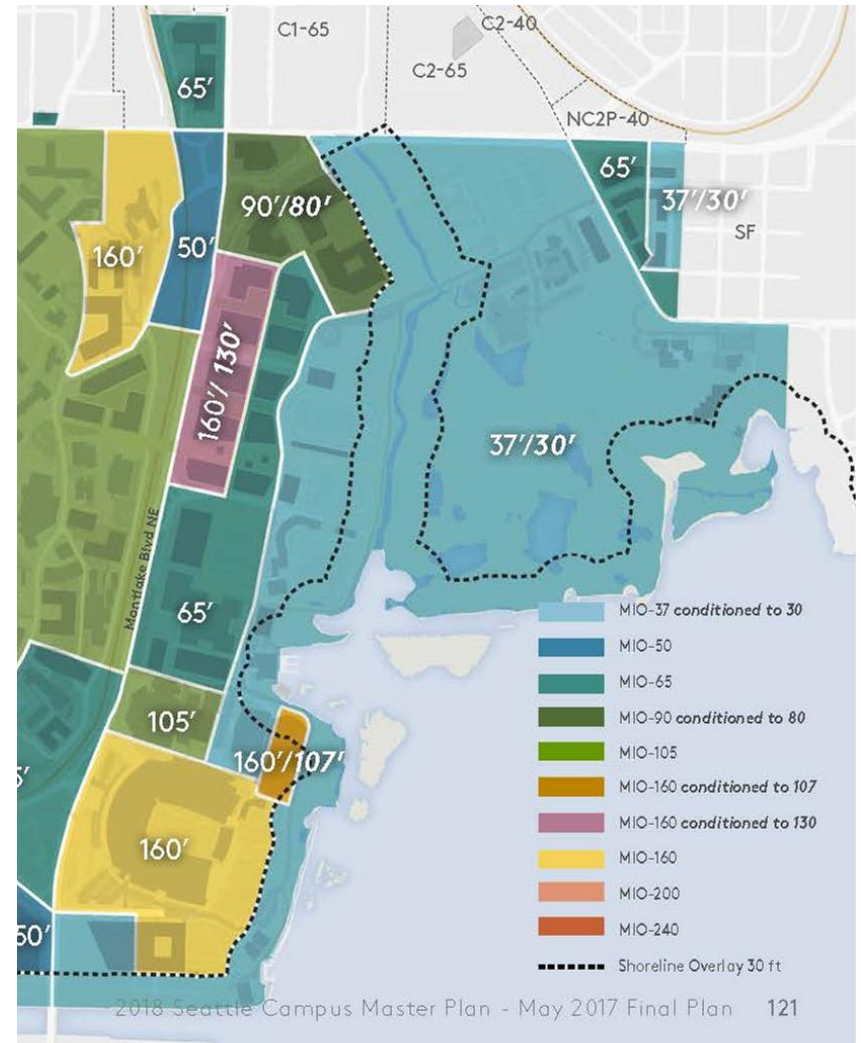 C1-65
C2-40
65'
C2-65
NC2P-40
65'
90'/80'
37'/30'
SF
160'
50'
160'/130'
37'/30'
Montlake Blvd NE
65'
MIO-37 conditioned to 30
MIO-50
E
MIO-65
105'
MIO-90 conditioned to 80
MIO-105
160'/107'
5'
MIO-160 conditioned to 107
MIO-160 conditioned to 130
160'
MIO-160
MIO-200
50'
MIO-240
Shoreline Overlay 30 ft
2018 Seattle Campus Master Plan - May 2017 Final Plan 121